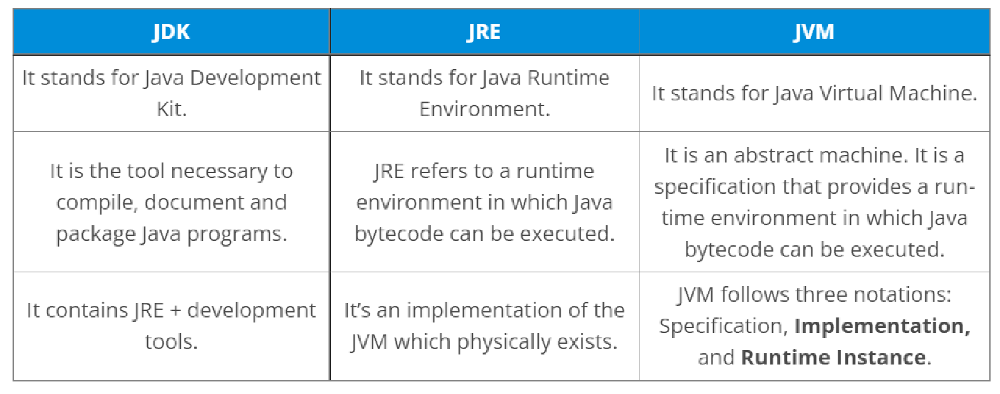 JDK
JRE
JVM
It stands for Java Development
Kit.
It stands for Java Runtime
Environment.
It stands for Java Virtual Machine.
It is the tool necessary to
compile, document and
package Java programs.
JRE refers to a runtime
environment in which Java
bytecode can be executed.
It is an abstract machine. It is a
specification that provides a run-
time environment in which Java
bytecode can be executed.
It contains JRE + development
tools.
It’s an implementation of the
JVM which physically exists.
JVM follows three notations:
Specification, Implementation,
and Runtime Instance.